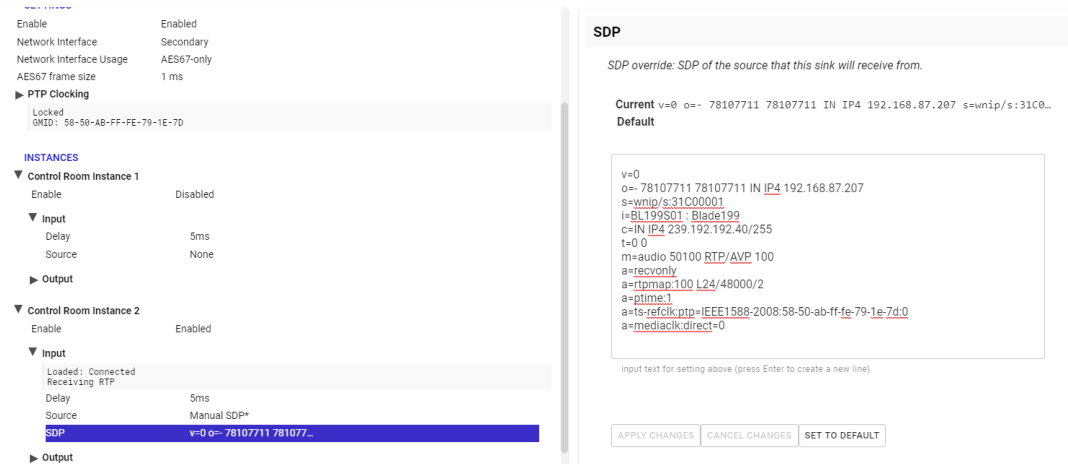 SETTINGS
Enable Enabled
Network Interface Secondary
Network Interface Usage AES67-only
AES67 frame size 1 ms
▶ PTP Clocking
Locked
GMID: 58-50-AB-FF-FE-79-1E-7D
INSTANCES
▼ Control Room Instance 1
Enable Disabled
▼ Input
Delay 5ms
Source None
▶ Output
▼ Control Room Instance 2
Enable Enabled
▼ Input
Loaded: Connected
Receiving RTP
Delay 5ms
Source Manual SDP*
SDP v=0 o=- 78107711 781077...
▶ Output
SDP
SDP override: SDP of the source that this sink will receive from.
Current v=0 o=- 78107711 78107711 IN IP4 192.168.87.207 s=wnip/s:31C0...
Default
v=0
o=- 78107711 78107711 IN IP4 192.168.87.207
s=wnip/s:31C00001
i=BL199S01 : Blade199
c=IN IP4 239.192.192.40/255
t=0 0
m=audio 50100 RTP/AVP 100
a=recvonly
a=rtpmap:100 L24/48000/2
a=ptime:1
a=ts-refclk:ptp=IEEE1588-2008:58-50-ab-ff-fe-79-1e-7d:0
a=mediaclk:direct=0
input text for setting above (press Enter to create a new line)
APPLY CHANGES CANCEL CHANGES SET TO DEFAULT